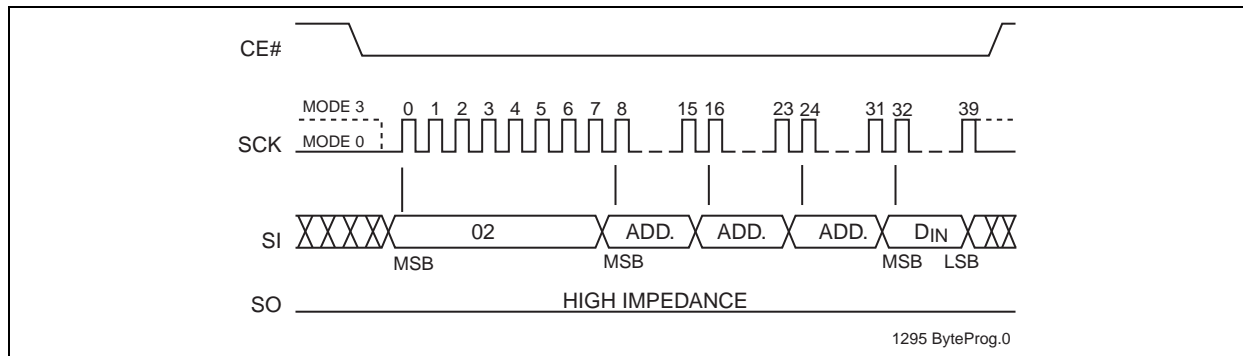 CE#
MODE 3
0 1 2 3 4 5 6 7 8 15 16 23 24 31 32 39
SCK MODE 0
SI 02 ADD. ADD. ADD. DIN
MSB MSB MSB LSB
SO HIGH IMPEDANCE
1295 ByteProg.0